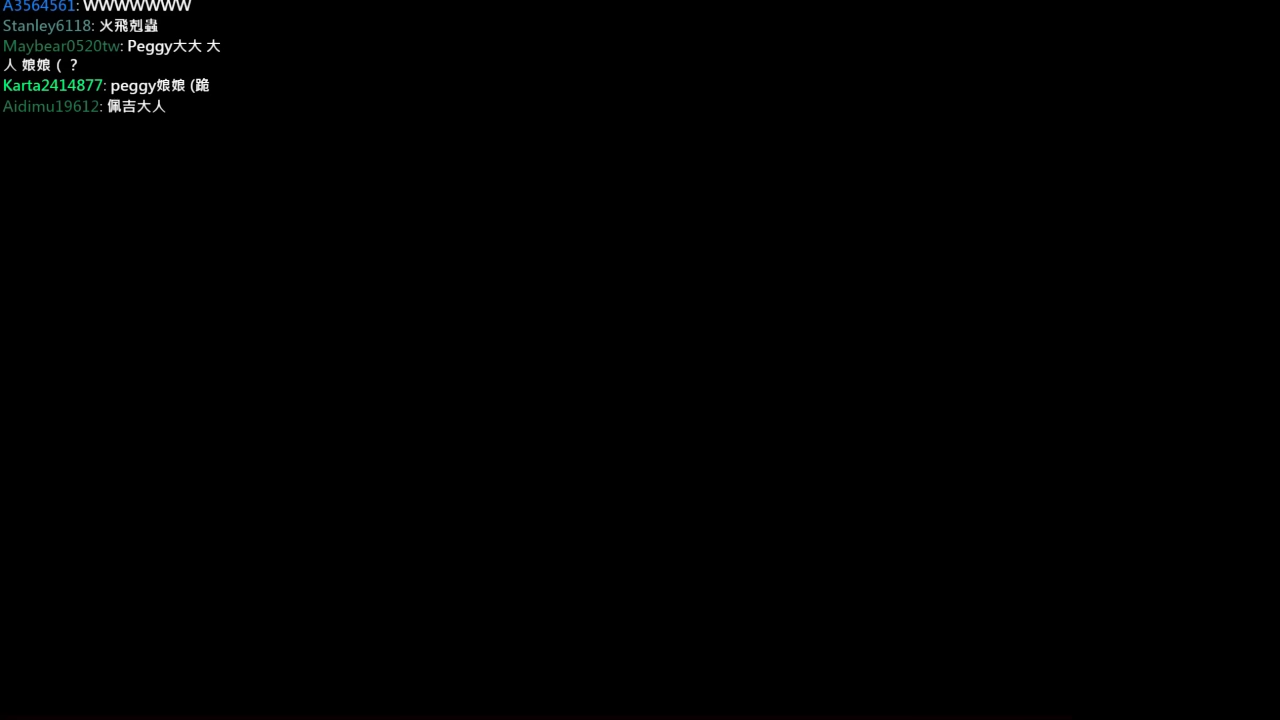 A3564561: WWWWWWW
Stanley6118: 火飛剋蟲
Maybear0520tw: Peggy大大 大
人 娘娘 ( ?
Karta2414877: peggy娘娘 (跪
Aidimu19612: 佩吉大人